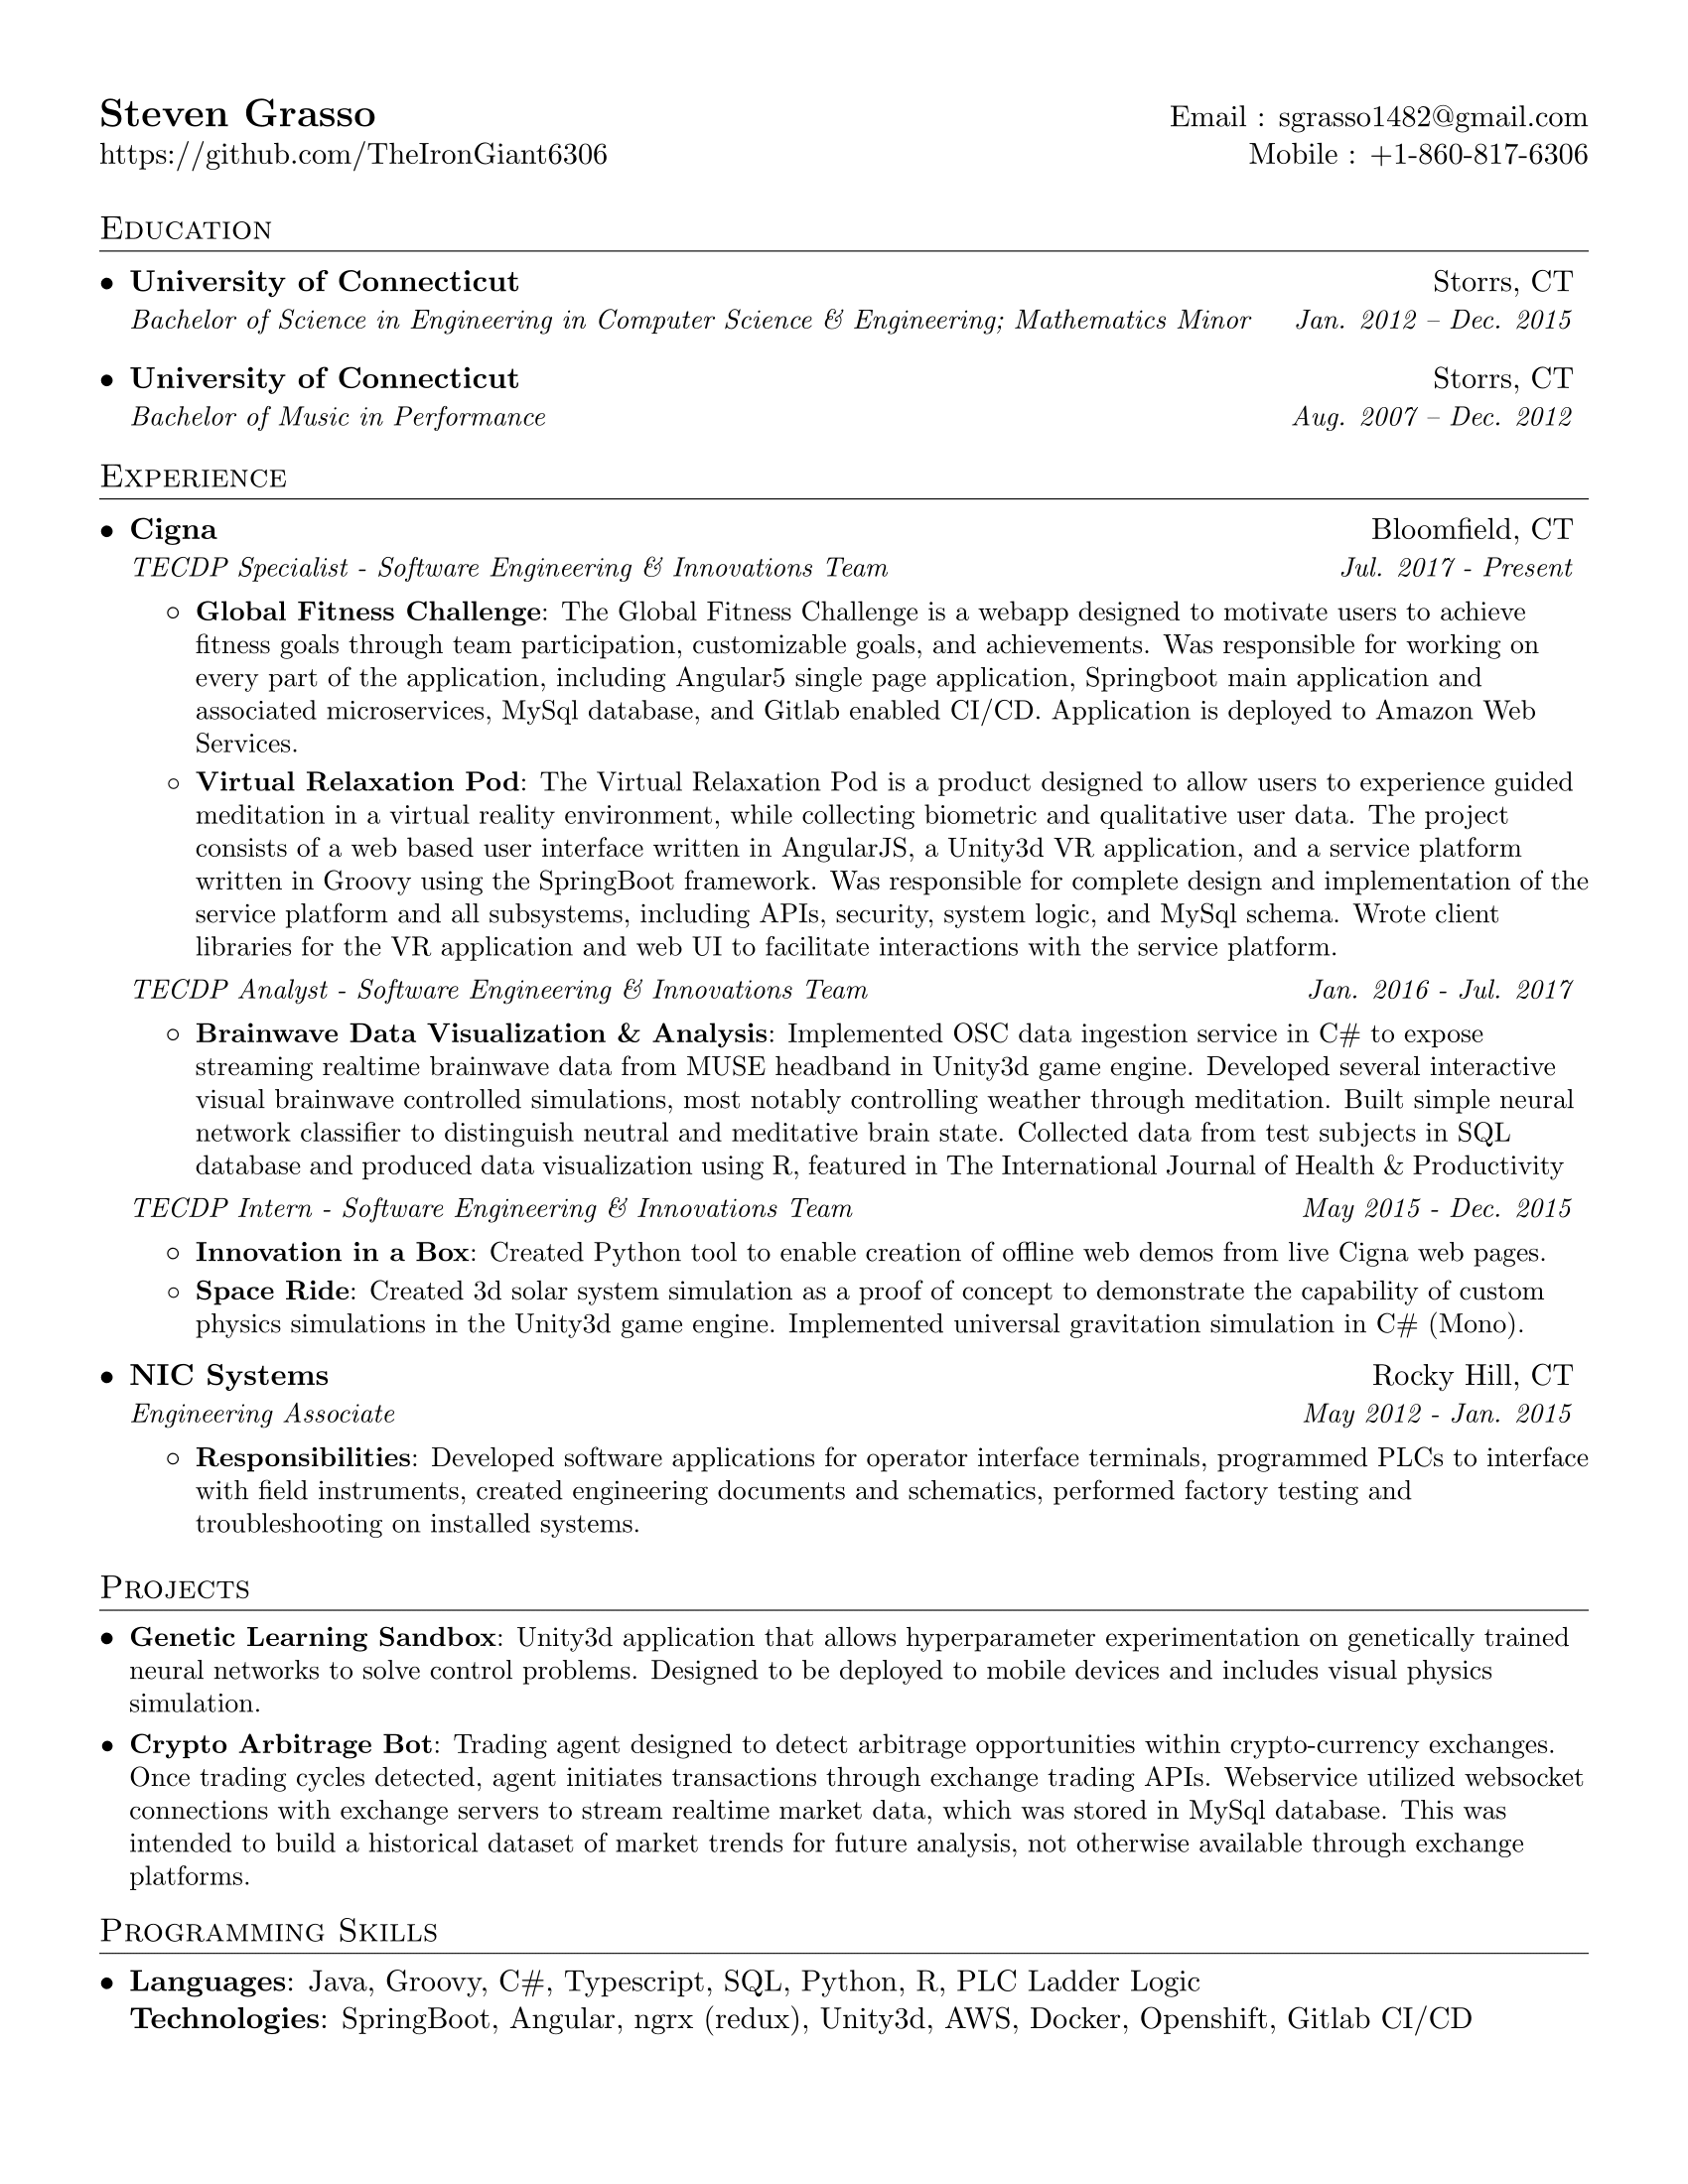 Steven Grasso
Email : sgrasso1482@gmail.com
https://github.com/TheIronGiant6306
Mobile : +1-860-817-6306
Education
• University of Connecticut
Storrs, CT
Bachelor of Science in Engineering in Computer Science & Engineering; Mathematics Minor
Jan. 2012 – Dec. 2015
• University of Connecticut
Storrs, CT
Bachelor of Music in Performance
Aug. 2007 – Dec. 2012
Experience
• Cigna
Bloomfield, CT
TECDP Specialist - Software Engineering & Innovations Team
Jul. 2017 - Present
◦ Global Fitness Challenge: The Global Fitness Challenge is a webapp designed to motivate users to achieve
fitness goals through team participation, customizable goals, and achievements. Was responsible for working on
every part of the application, including Angular5 single page application, Springboot main application and
associated microservices, MySql database, and Gitlab enabled CI/CD. Application is deployed to Amazon Web
Services.
◦ Virtual Relaxation Pod: The Virtual Relaxation Pod is a product designed to allow users to experience guided
meditation in a virtual reality environment, while collecting biometric and qualitative user data. The project
consists of a web based user interface written in AngularJS, a Unity3d VR application, and a service platform
written in Groovy using the SpringBoot framework. Was responsible for complete design and implementation of the
service platform and all subsystems, including APIs, security, system logic, and MySql schema. Wrote client
libraries for the VR application and web UI to facilitate interactions with the service platform.
TECDP Analyst - Software Engineering & Innovations Team
Jan. 2016 - Jul. 2017
◦ Brainwave Data Visualization & Analysis: Implemented OSC data ingestion service in C# to expose
streaming realtime brainwave data from MUSE headband in Unity3d game engine. Developed several interactive
visual brainwave controlled simulations, most notably controlling weather through meditation. Built simple neural
network classifier to distinguish neutral and meditative brain state. Collected data from test subjects in SQL
database and produced data visualization using R, featured in The International Journal of Health & Productivity
TECDP Intern - Software Engineering & Innovations Team
May 2015 - Dec. 2015
◦ Innovation in a Box: Created Python tool to enable creation of offline web demos from live Cigna web pages.
◦ Space Ride: Created 3d solar system simulation as a proof of concept to demonstrate the capability of custom
physics simulations in the Unity3d game engine. Implemented universal gravitation simulation in C# (Mono).
• NIC Systems
Rocky Hill, CT
Engineering Associate
May 2012 - Jan. 2015
◦ Responsibilities: Developed software applications for operator interface terminals, programmed PLCs to interface
with field instruments, created engineering documents and schematics, performed factory testing and
troubleshooting on installed systems.
Projects
• Genetic Learning Sandbox: Unity3d application that allows hyperparameter experimentation on genetically trained
neural networks to solve control problems. Designed to be deployed to mobile devices and includes visual physics
simulation.
• Crypto Arbitrage Bot: Trading agent designed to detect arbitrage opportunities within crypto-currency exchanges.
Once trading cycles detected, agent initiates transactions through exchange trading APIs. Webservice utilized websocket
connections with exchange servers to stream realtime market data, which was stored in MySql database. This was
intended to build a historical dataset of market trends for future analysis, not otherwise available through exchange
platforms.
Programming Skills
• Languages: Java, Groovy, C#, Typescript, SQL, Python, R, PLC Ladder Logic
Technologies: SpringBoot, Angular, ngrx (redux), Unity3d, AWS, Docker, Openshift, Gitlab CI/CD